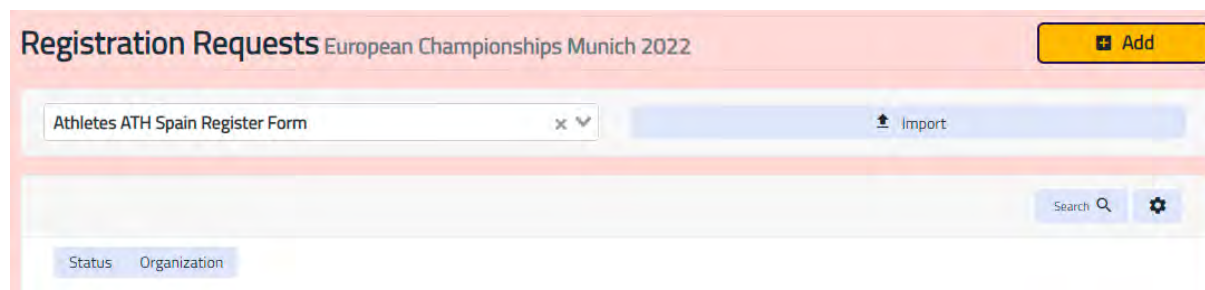 Registration Requests European Championships Munich 2022
Add
Athletes ATH Spain Register Form
Import
Search
Status Organization